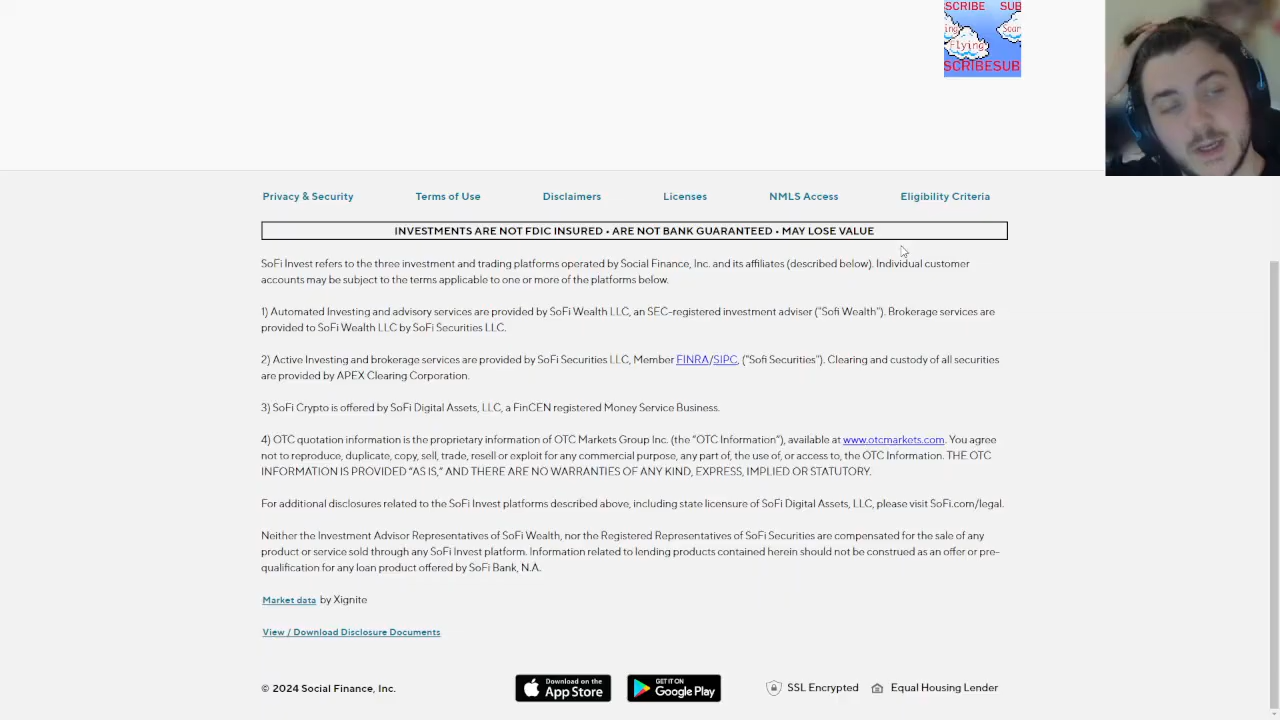 SCRIBE SUB
ing
Flying
SCRIBESUB
Privacy & Security Terms of Use Disclaimers Licenses NMLS Access Eligibility Criteria
INVESTMENTS ARE NOT FDIC INSURED • ARE NOT BANK GUARANTEED • MAY LOSE VALUE
SoFi Invest refers to the three investment and trading platforms operated by Social Finance, Inc. and its affiliates (described below). Individual customer
accounts may be subject to the terms applicable to one or more of the platforms below.
1) Automated Investing and advisory services are provided by SoFi Wealth LLC, an SEC-registered investment adviser ("Sofi Wealth"). Brokerage services are
provided to SoFi Wealth LLC by SoFi Securities LLC.
2) Active Investing and brokerage services are provided by SoFi Securities LLC, Member FINRA/SIPC, ("Sofi Securities"). Clearing and custody of all securities
are provided by APEX Clearing Corporation.
3) SoFi Crypto is offered by SoFi Digital Assets, LLC, a FinCEN registered Money Service Business.
4) OTC quotation information is the proprietary information of OTC Markets Group Inc. (the “OTC Information”), available at www.otcmarkets.com. You agree
not to reproduce, duplicate, copy, sell, trade, resell or exploit for any commercial purpose, any part of, the use of, or access to, the OTC Information. THE OTC
INFORMATION IS PROVIDED “AS IS,” AND THERE ARE NO WARRANTIES OF ANY KIND, EXPRESS, IMPLIED OR STATUTORY.
For additional disclosures related to the SoFi Invest platforms described above, including state licensure of SoFi Digital Assets, LLC, please visit SoFi.com/legal.
Neither the Investment Advisor Representatives of SoFi Wealth, nor the Registered Representatives of SoFi Securities are compensated for the sale of any
product or service sold through any SoFi Invest platform. Information related to lending products contained herein should not be construed as an offer or pre-
qualification for any loan product offered by SoFi Bank, N.A.
Market data by Xignite
View / Download Disclosure Documents
© 2024 Social Finance, Inc.
Download on the
App Store
GET IT ON
Google Play
SSL Encrypted
Equal Housing Lender